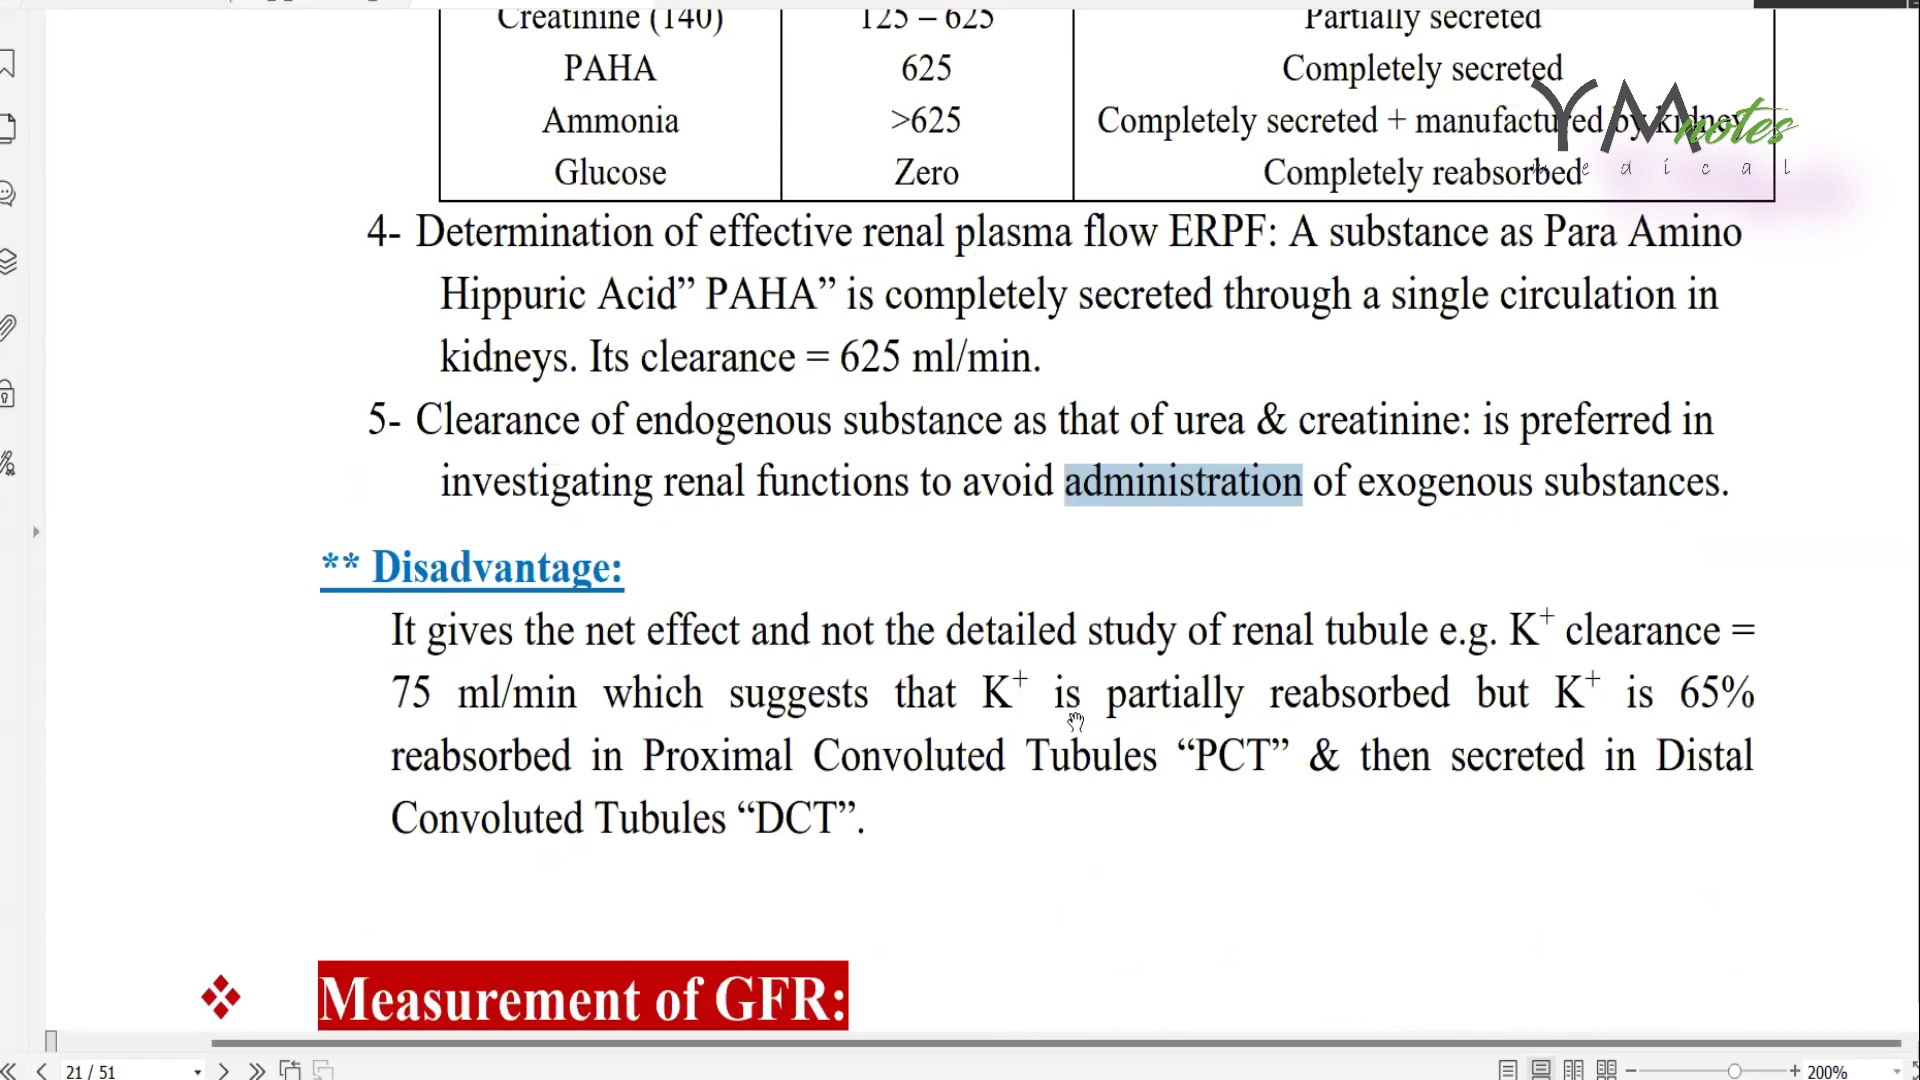 Creatinine (140) 125 – 625 Partially secreted
PAHA 625 Completely secreted
Ammonia >625 Completely secreted + manufactured by kidney
Glucose Zero Completely reabsorbed
YM notes
medical
4- Determination of effective renal plasma flow ERPF: A substance as Para Amino
Hippuric Acid” PAHA” is completely secreted through a single circulation in
kidneys. Its clearance = 625 ml/min.
5- Clearance of endogenous substance as that of urea & creatinine: is preferred in
investigating renal functions to avoid administration of exogenous substances.
** Disadvantage:
It gives the net effect and not the detailed study of renal tubule e.g. K⁺ clearance =
75 ml/min which suggests that K⁺ is partially reabsorbed but K⁺ is 65%
reabsorbed in Proximal Convoluted Tubules “PCT” & then secreted in Distal
Convoluted Tubules “DCT”.
❖ Measurement of GFR:
21 / 51 200%